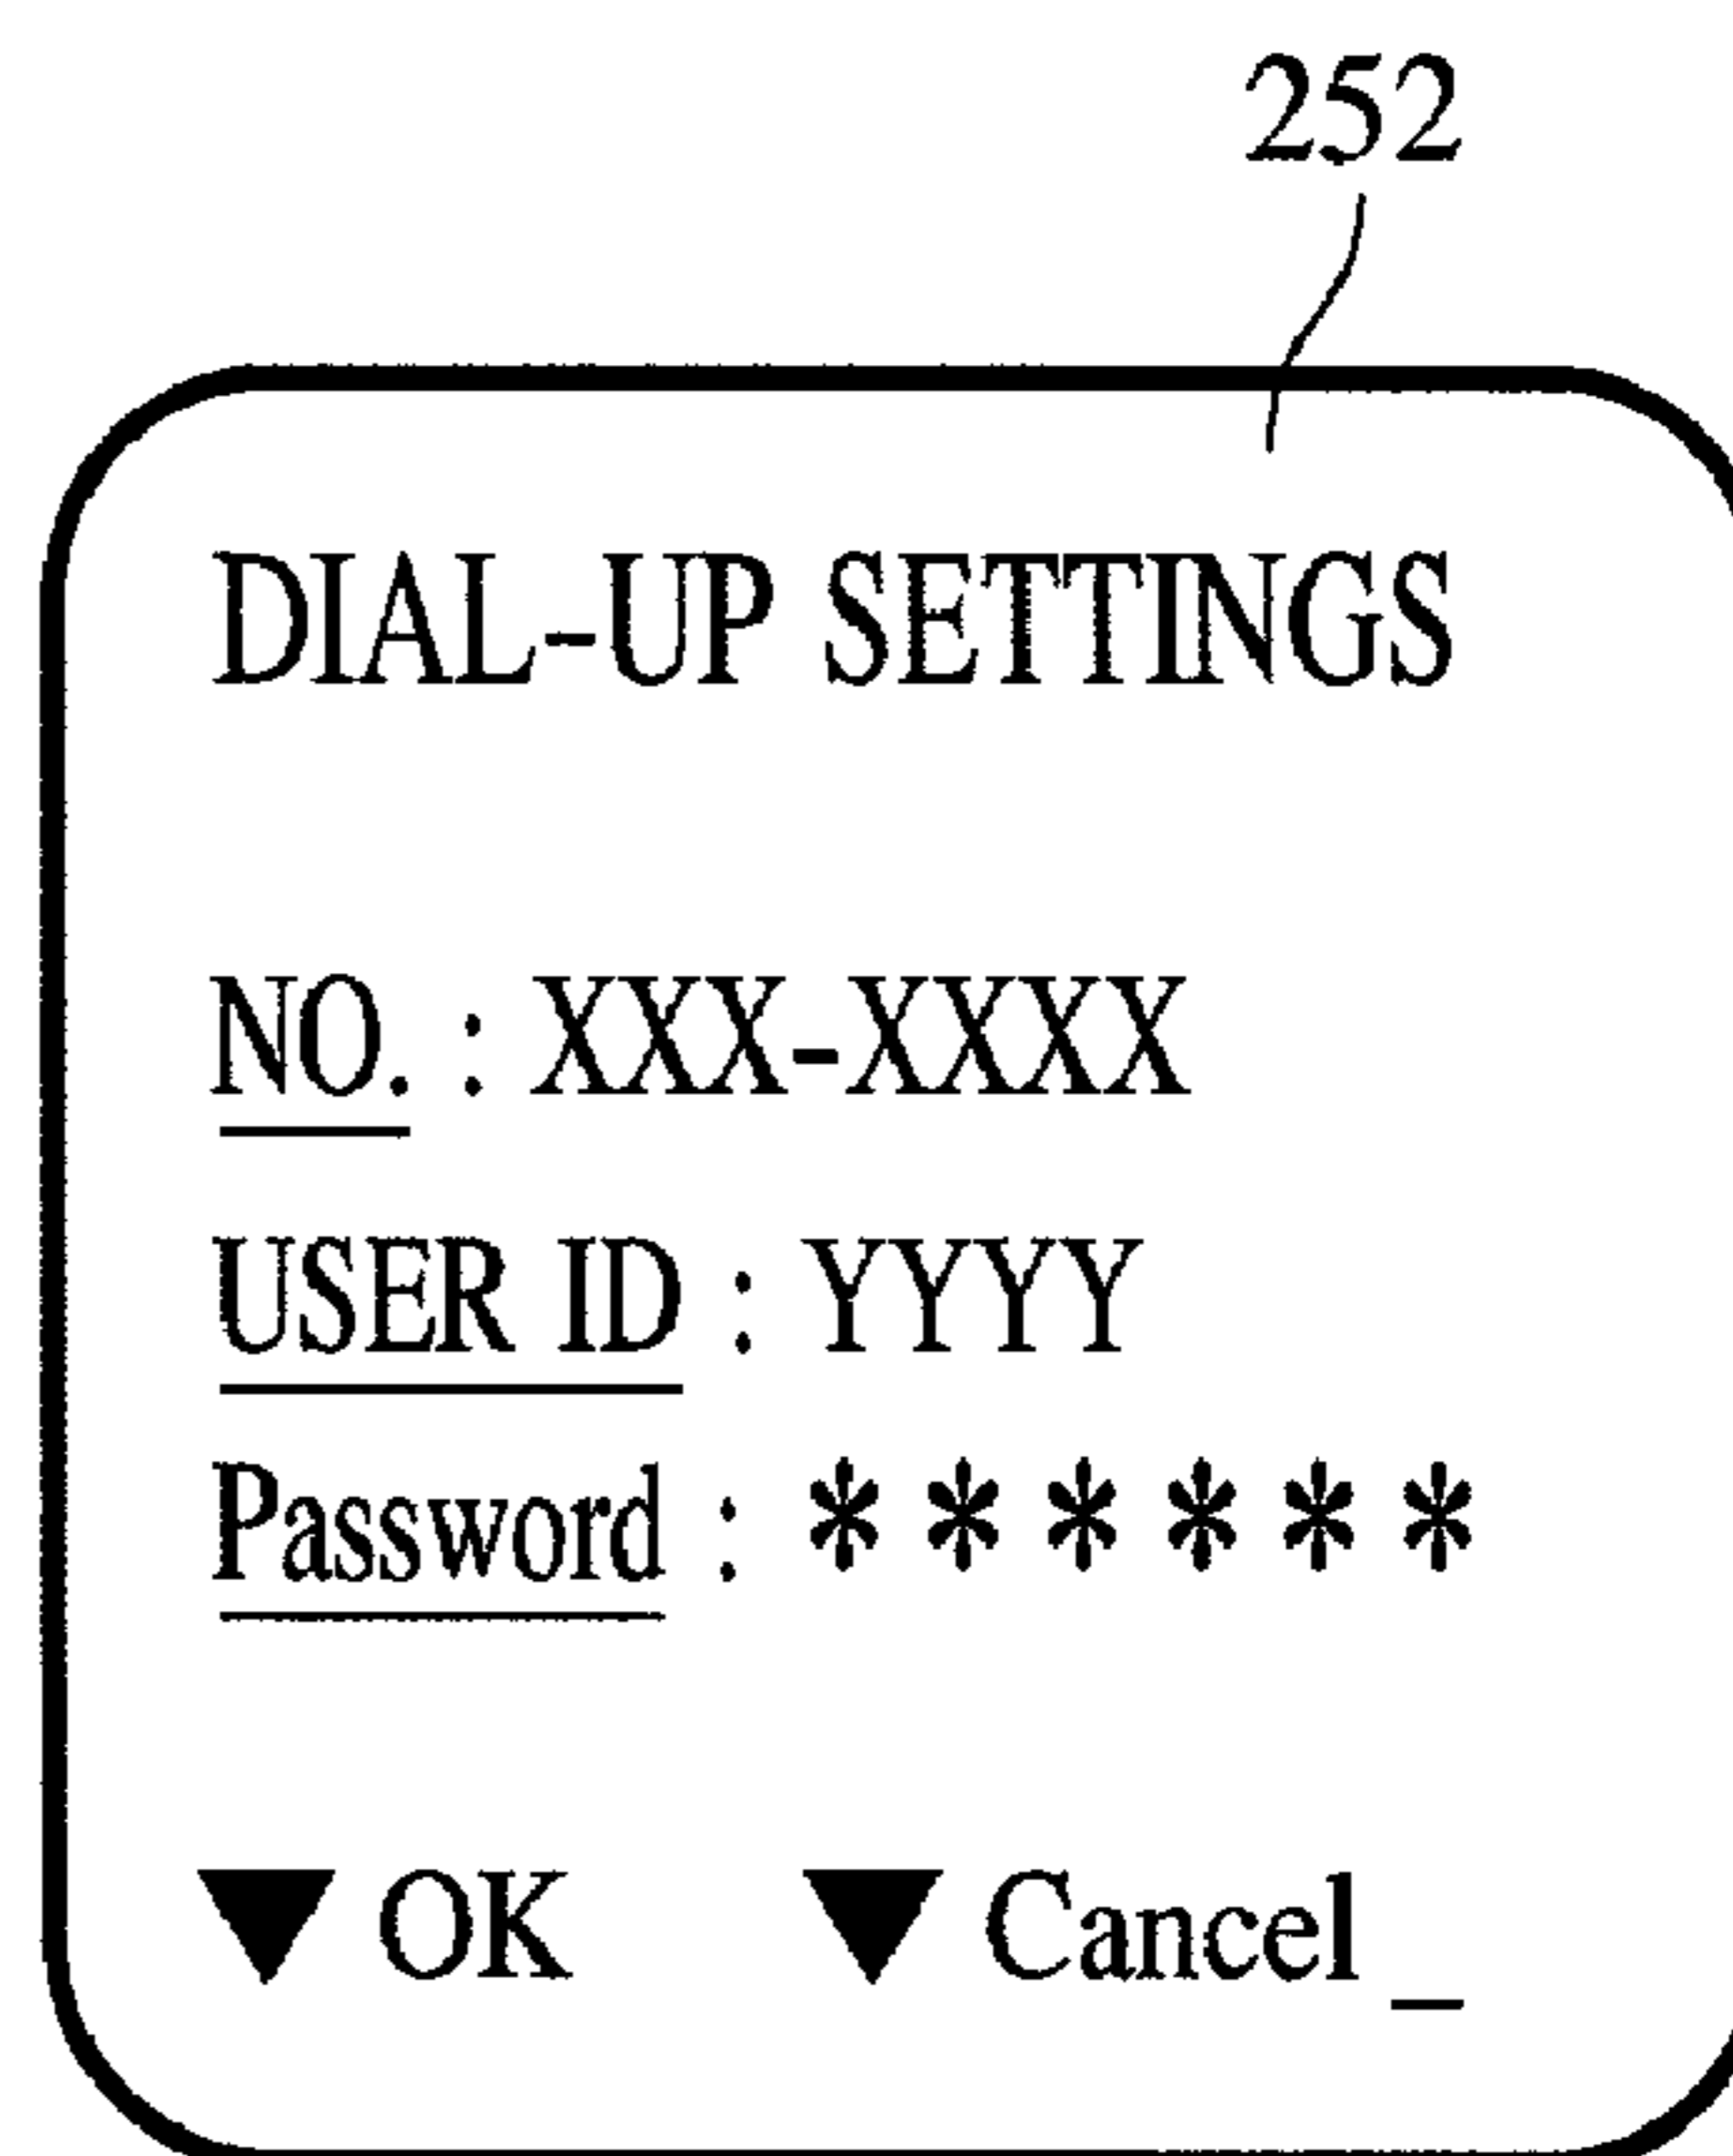 252
DIAL-UP SETTINGS
NO. : XXX-XXXX
USER ID : YYYY
Password : * * * * * *
▼ OK ▼ Cancel _